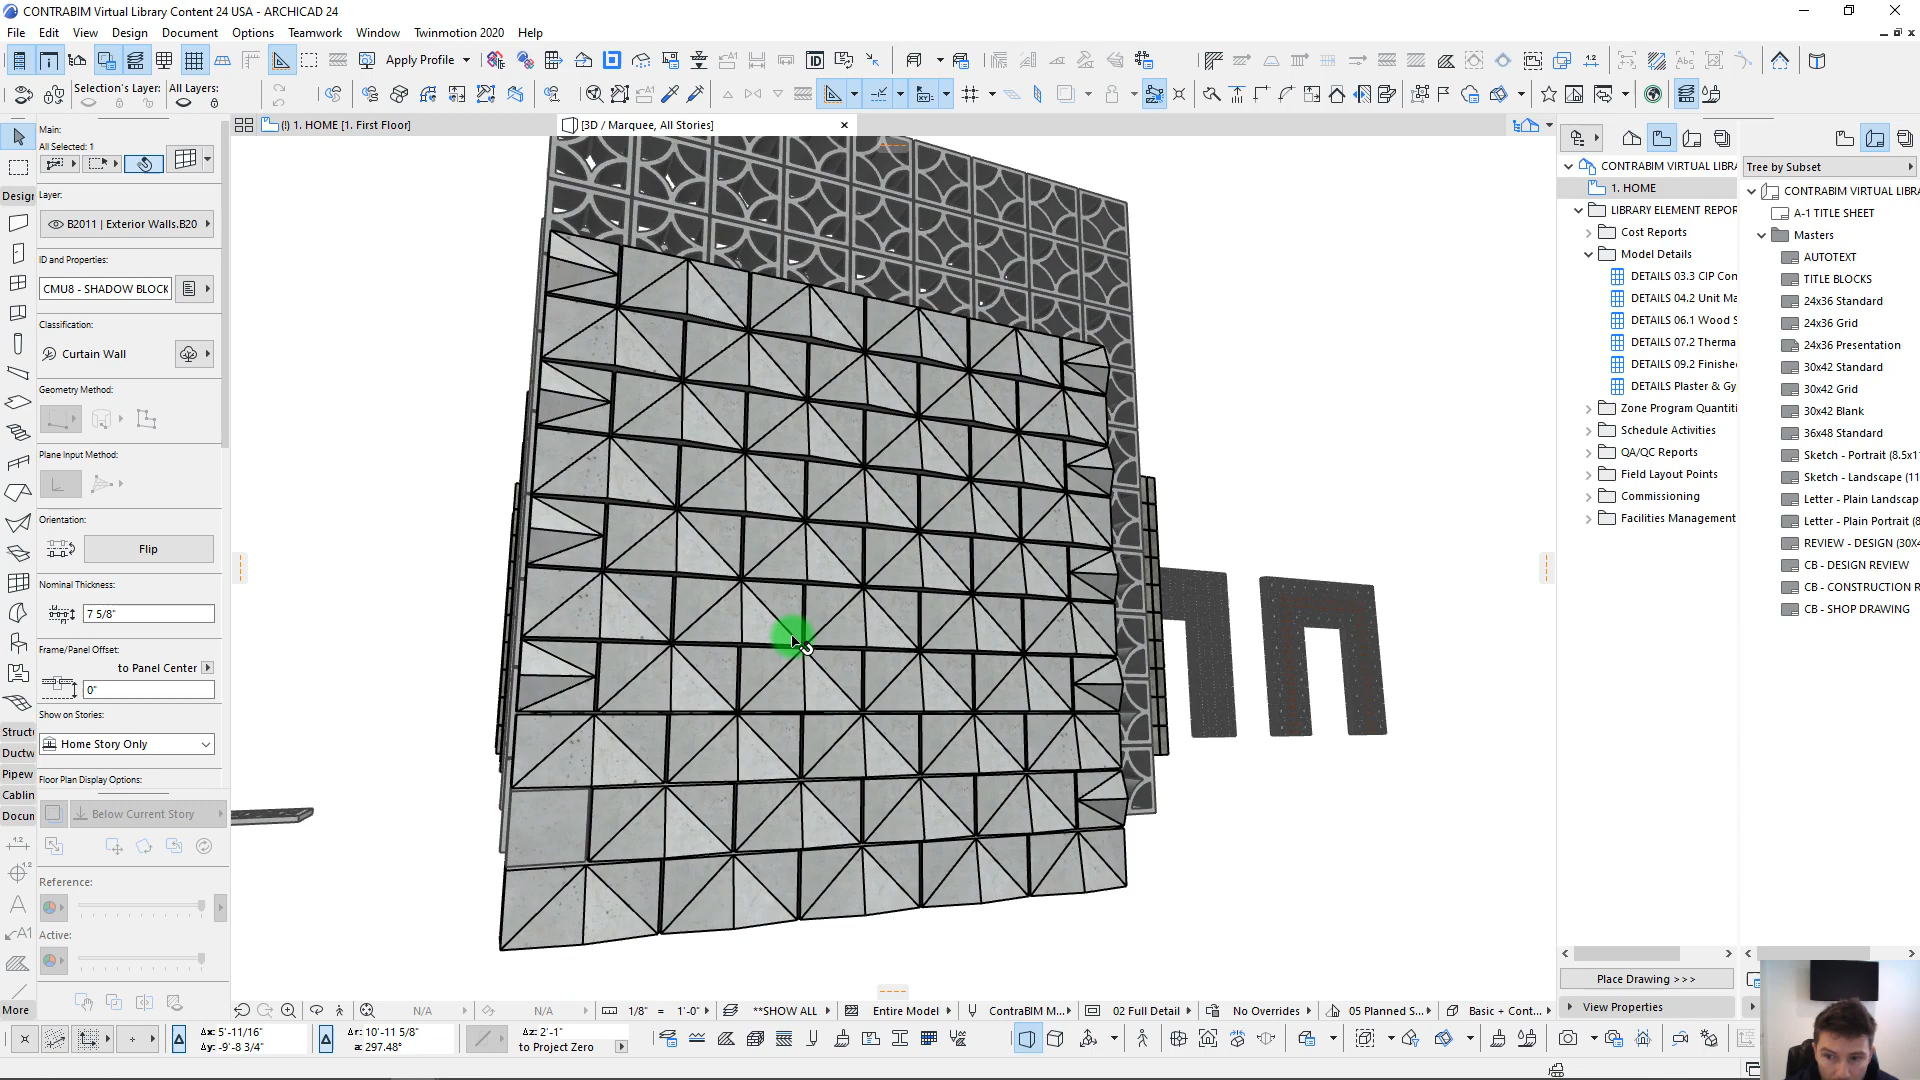 CONTRABIM Virtual Library Content 24 USA - ARCHICAD 24
File Edit View Design Document Options Teamwork Window Twinmotion 2020 Help
Apply Profile
Selection's Layer:
All Layers:
(!) 1. HOME [1. First Floor]
[3D / Marquee, All Stories]
Main:
All Selected: 1
Design
Layer:
B2011 | Exterior Walls.B20
ID and Properties:
CMU8 - SHADOW BLOCK
Classification:
Curtain Wall
Geometry Method:
Plane Input Method:
Orientation:
Flip
Nominal Thickness:
7 5/8"
Frame/Panel Offset:
to Panel Center
0"
Show on Stories:
Home Story Only
Floor Plan Display Options:
Below Current Story
Reference:
Active:
Struct
Ductw
Pipew
Cablin
Docum
More
CONTRABIM VIRTUAL LIBRA
1. HOME
LIBRARY ELEMENT REPOR
Cost Reports
Model Details
DETAILS 03.3 CIP Con
DETAILS 04.2 Unit Ma
DETAILS 06.1 Wood S
DETAILS 07.2 Therma
DETAILS 09.2 Finishe
DETAILS Plaster & Gy
Zone Program Quantiti
Schedule Activities
QA/QC Reports
Field Layout Points
Commissioning
Facilities Management
Place Drawing >>>
View Properties
Tree by Subset
CONTRABIM VIRTUAL LIBRA
A-1 TITLE SHEET
Masters
AUTOTEXT
TITLE BLOCKS
24x36 Standard
24x36 Grid
24x36 Presentation
30x42 Standard
30x42 Grid
30x42 Blank
36x48 Standard
Sketch - Portrait (8.5x11
Sketch - Landscape (11
Letter - Plain Landscap
Letter - Plain Portrait (8
REVIEW - DESIGN (30X4
CB - DESIGN REVIEW
CB - CONSTRUCTION R
CB - SHOP DRAWING
N/A
N/A
1/8" = 1'-0"
**SHOW ALL
Entire Model
ContraBIM M...
02 Full Detail
No Overrides
05 Planned S...
Basic + Cont...
Δx: 5'-11/16"
Δy: -9'-8 3/4"
Δr: 10'-11 5/8"
a: 297.48°
Δz: 2'-1"
to Project Zero